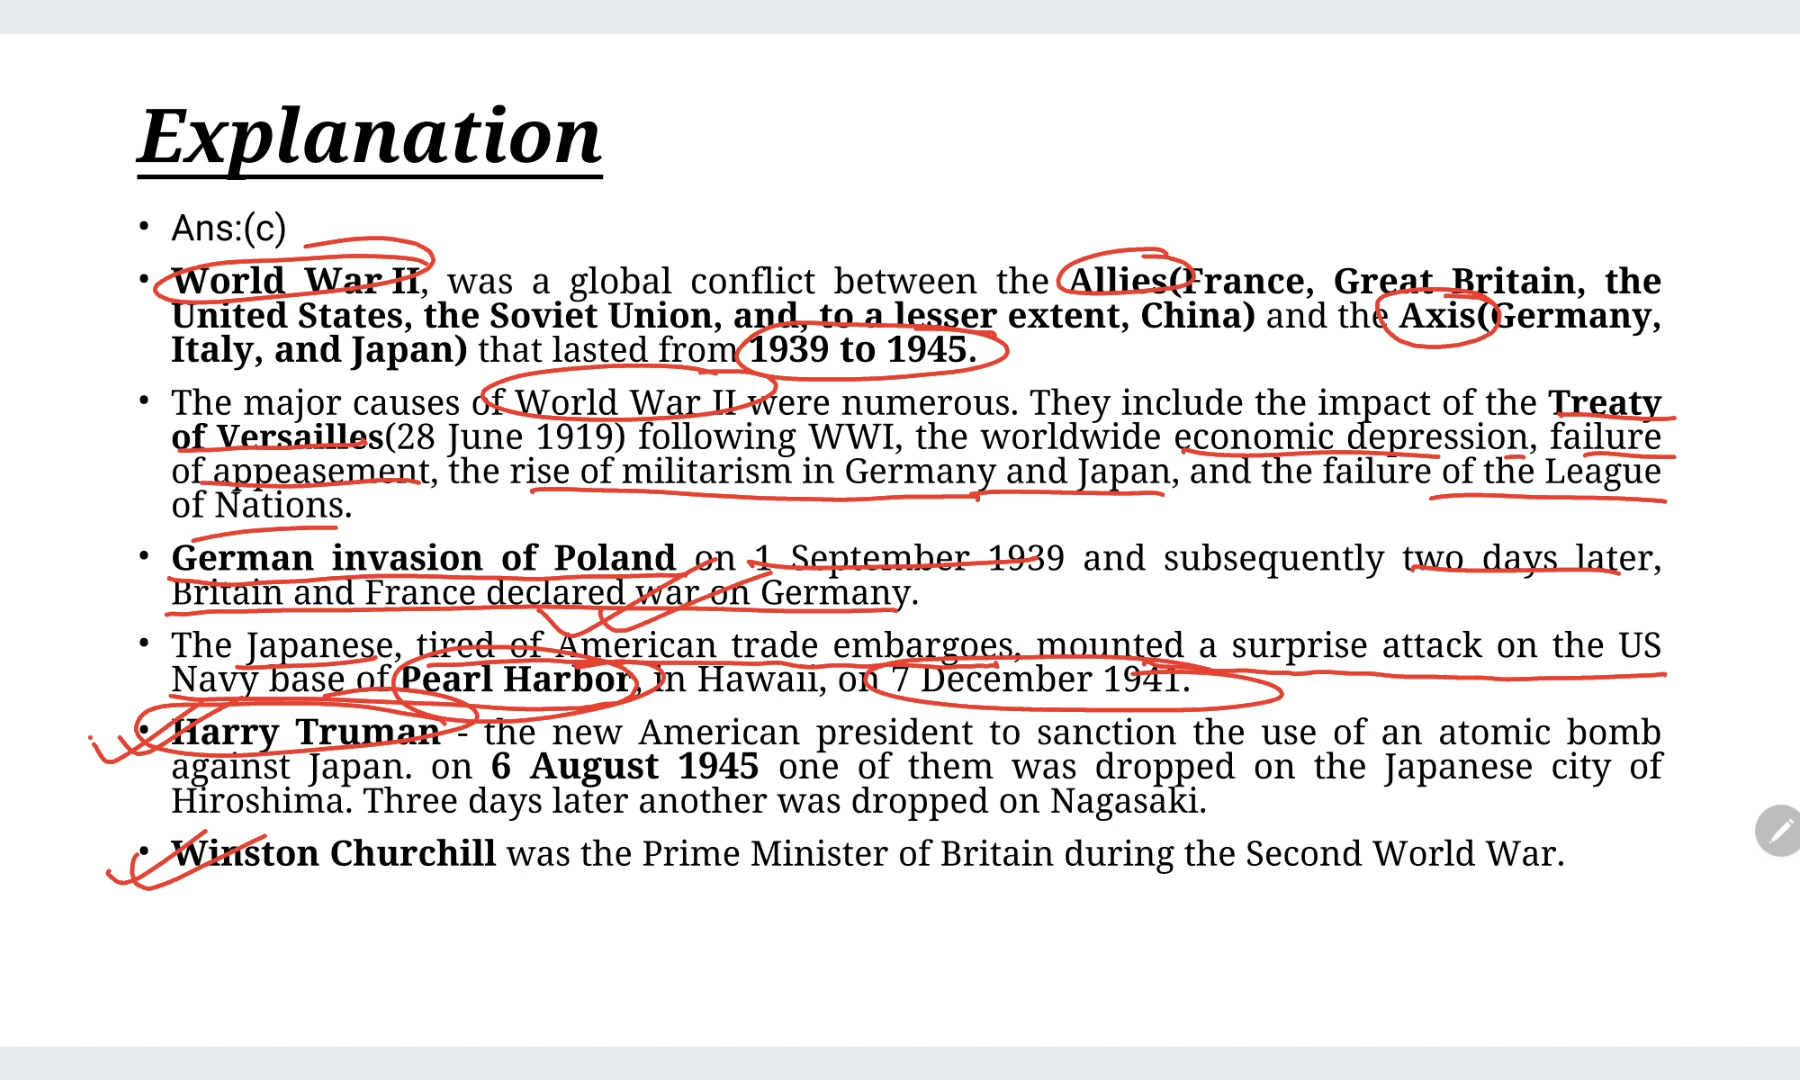 Explanation
• Ans:(c)
• World War II, was a global conflict between the Allies(France, Great Britain, the
United States, the Soviet Union, and, to a lesser extent, China) and the Axis(Germany,
Italy, and Japan) that lasted from 1939 to 1945.
• The major causes of World War II were numerous. They include the impact of the Treaty
of Versailles(28 June 1919) following WWI, the worldwide economic depression, failure
of appeasement, the rise of militarism in Germany and Japan, and the failure of the League
of Nations.
• German invasion of Poland on 1 September 1939 and subsequently two days later,
Britain and France declared war on Germany.
• The Japanese, tired of American trade embargoes, mounted a surprise attack on the US
Navy base of Pearl Harbor, in Hawaii, on 7 December 1941.
• Harry Truman - the new American president to sanction the use of an atomic bomb
against Japan. on 6 August 1945 one of them was dropped on the Japanese city of
Hiroshima. Three days later another was dropped on Nagasaki.
• Winston Churchill was the Prime Minister of Britain during the Second World War.